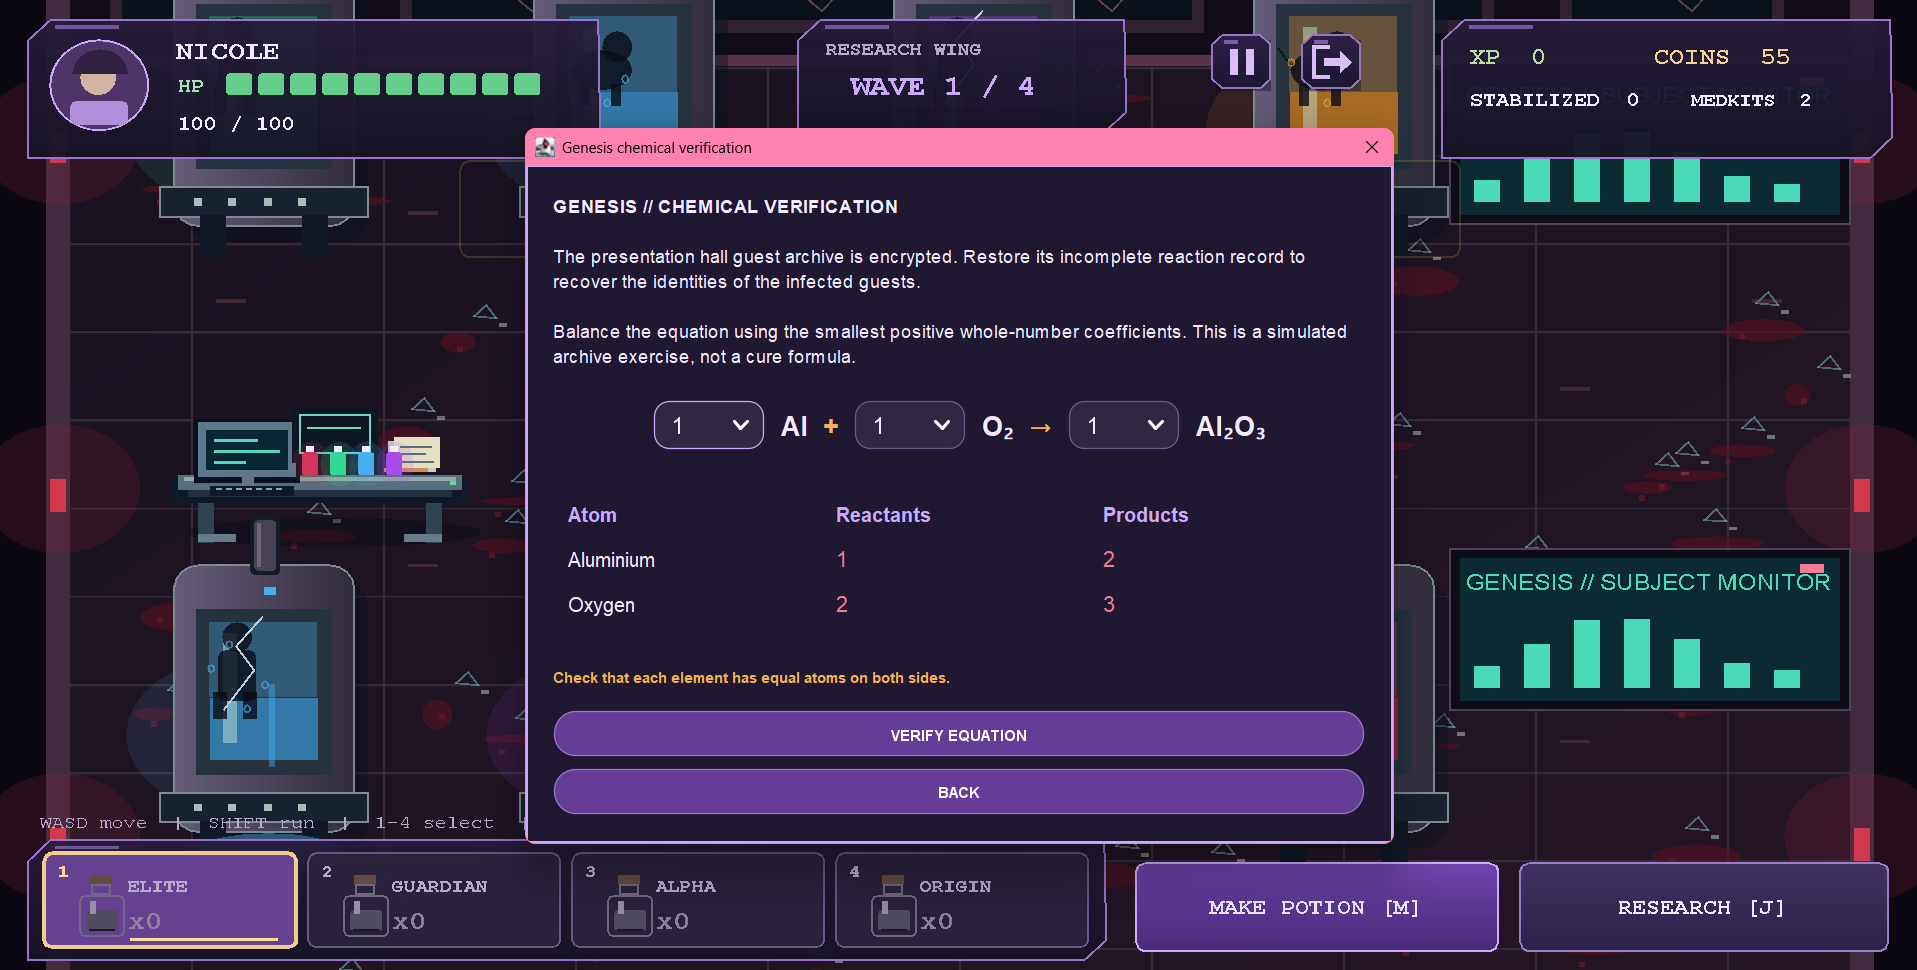 NICOLE
HP
100 / 100
RESEARCH WING
WAVE 1 / 4
XP 0 COINS 55
STABILIZED 0 MEDKITS 2
Genesis chemical verification
GENESIS // CHEMICAL VERIFICATION
The presentation hall guest archive is encrypted. Restore its incomplete reaction record to
recover the identities of the infected guests.
Balance the equation using the smallest positive whole-number coefficients. This is a simulated
archive exercise, not a cure formula.
1 Al + 1 O₂ → 1 Al₂O₃
Atom Reactants Products
Aluminium 1 2
Oxygen 2 3
Check that each element has equal atoms on both sides.
VERIFY EQUATION
BACK
GENESIS // SUBJECT MONITOR
WASD move | SHIFT run | 1-4 select
1 ELITE x0
2 GUARDIAN x0
3 ALPHA x0
4 ORIGIN x0
MAKE POTION [M]
RESEARCH [J]